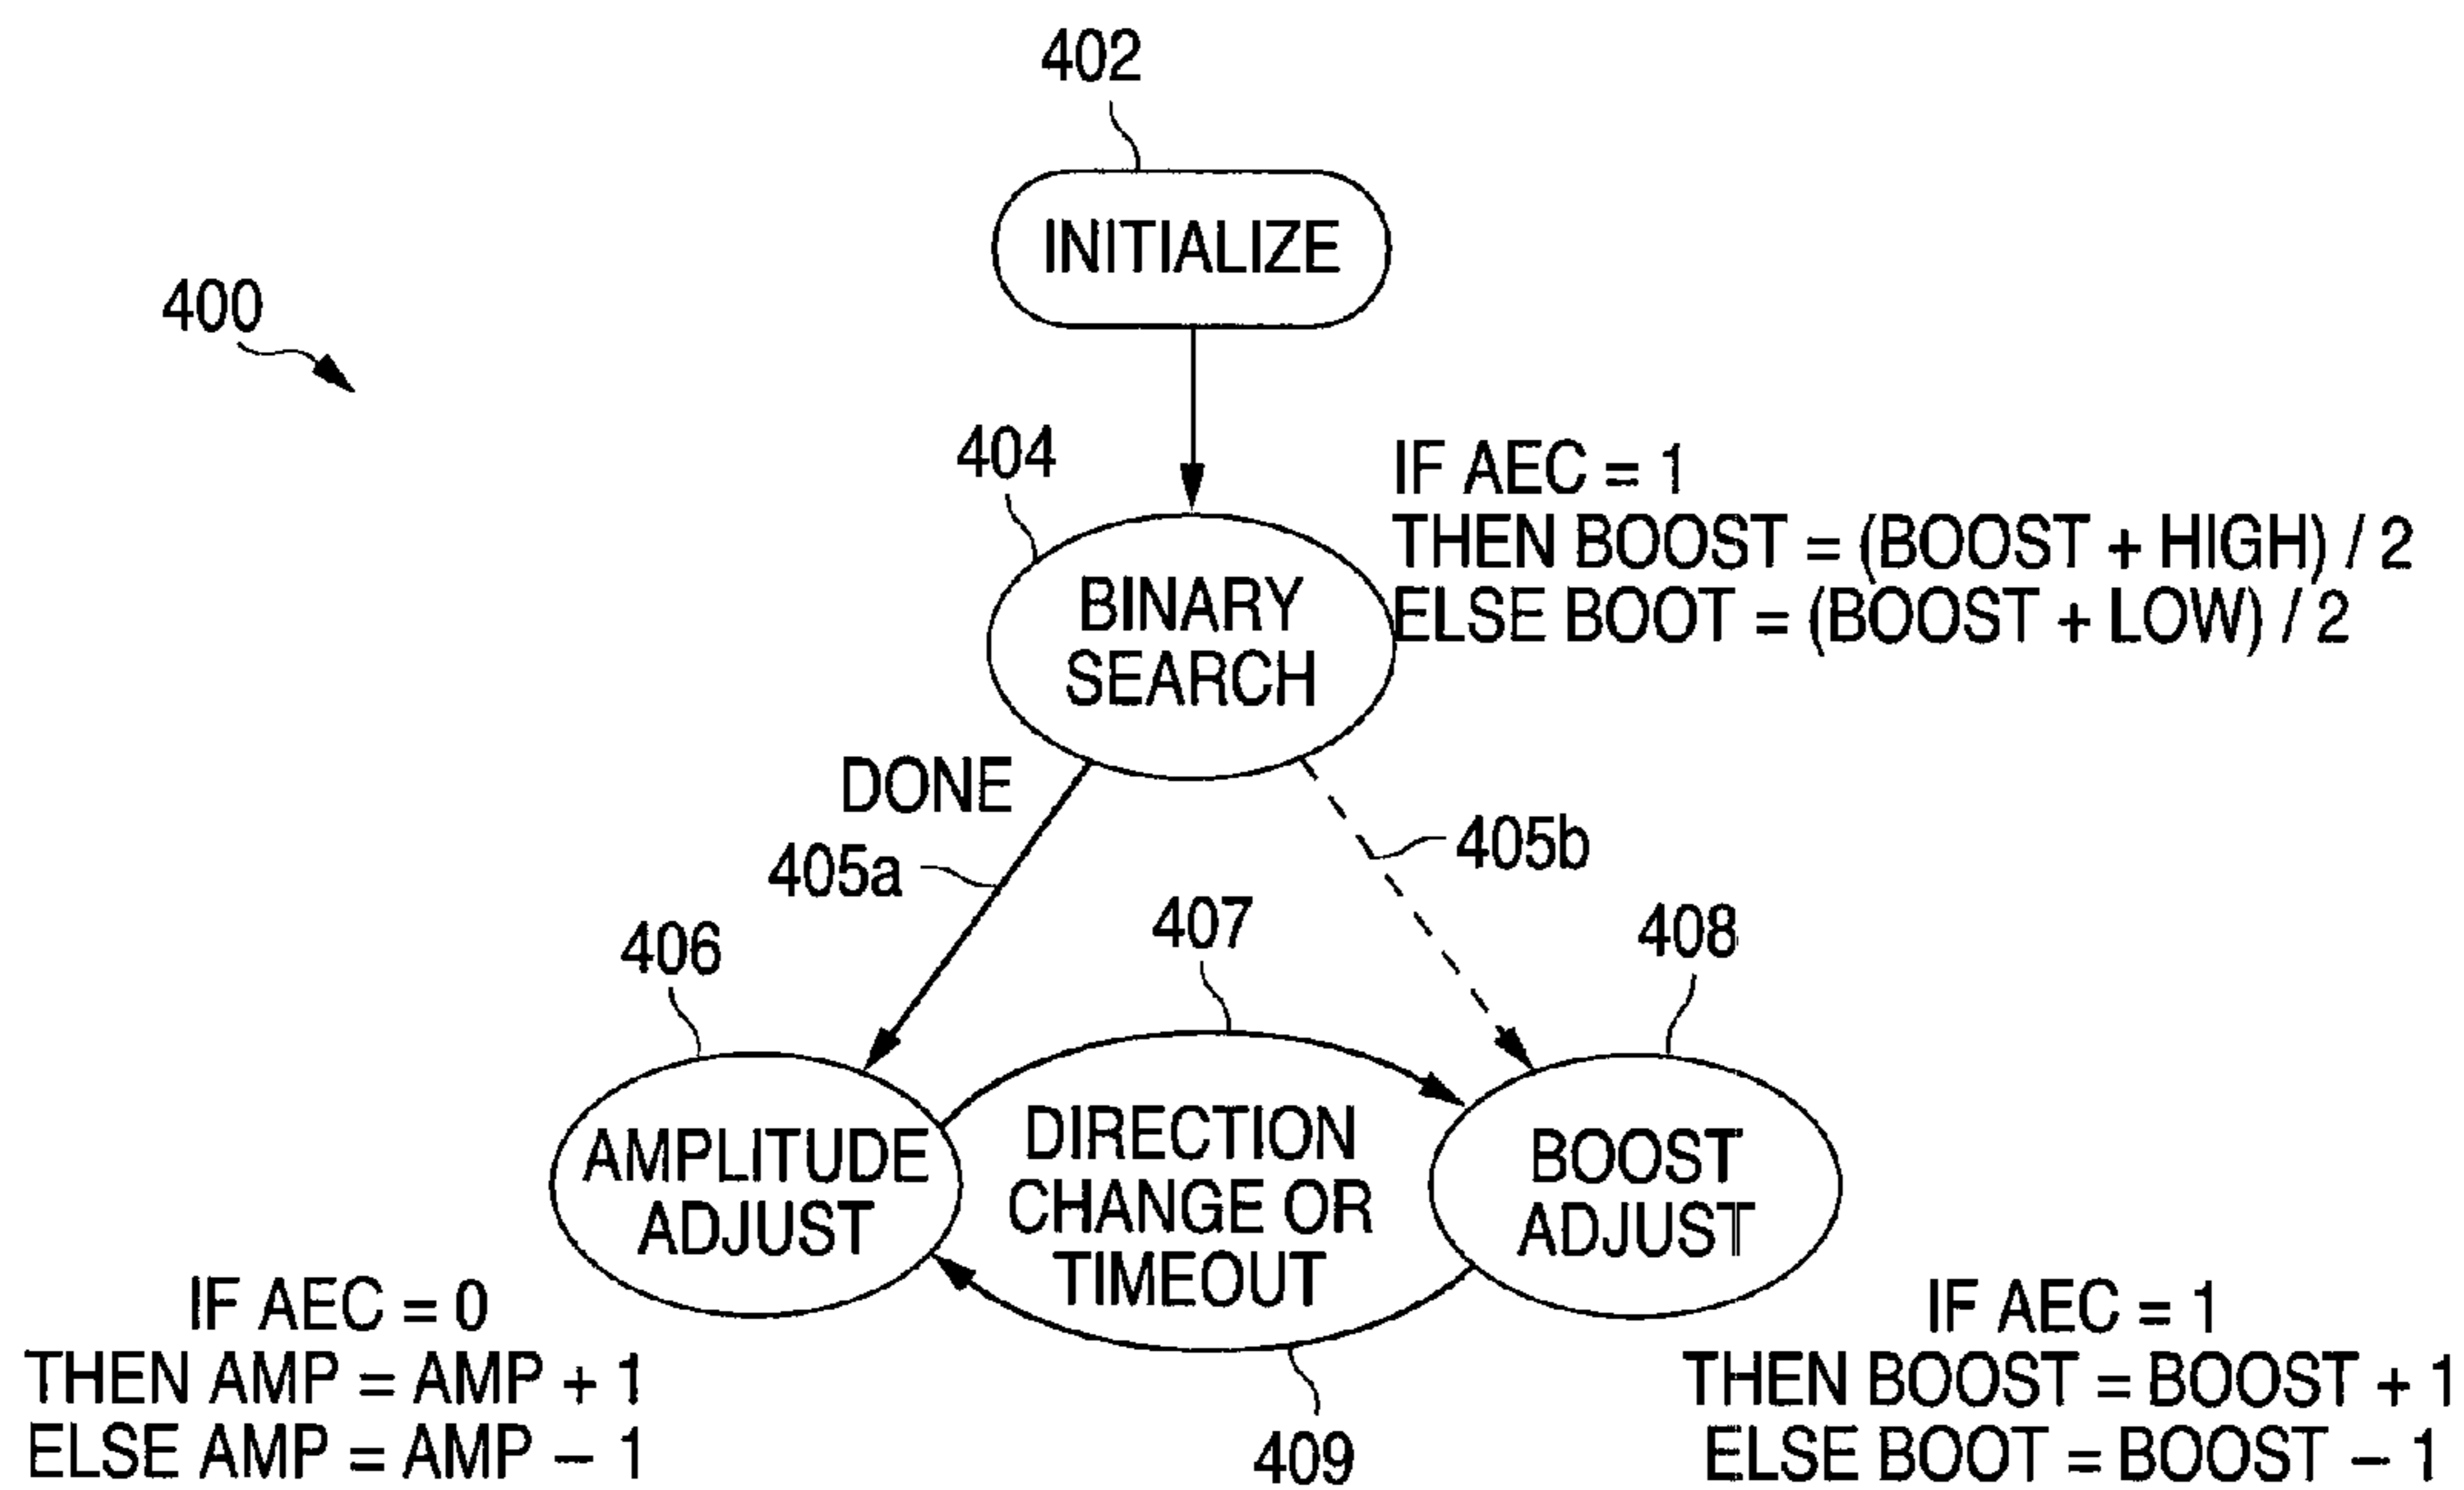 402
INITIALIZE
400
404
IF AEC = 1
THEN BOOST = (BOOST + HIGH) / 2
ELSE BOOT = (BOOST + LOW) / 2
BINARY
SEARCH
DONE
405a
405b
406
407
408
AMPLITUDE
ADJUST
DIRECTION
CHANGE OR
TIMEOUT
BOOST
ADJUST
IF AEC = 0
THEN AMP = AMP + 1
ELSE AMP = AMP – 1
409
IF AEC = 1
THEN BOOST = BOOST + 1
ELSE BOOT = BOOST – 1